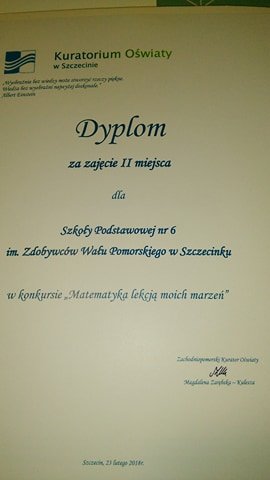 Kuratorium Oświaty
w Szczecinie
„Wyobraźnia bez wiedzy może stworzyć rzeczy piękne.
Wiedza bez wyobraźni najwyżej doskonałe."
Albert Einstein
Dyplom
za zajęcie II miejsca
dla
Szkoły Podstawowej nr 6
im. Zdobywców Wału Pomorskiego w Szczecinku
w konkursie „Matematyka lekcją moich marzeń"
Zachodniopomorski Kurator Oświaty
Magdalena Zarębska – Kulesza
Szczecin, 23 lutego 2018r.